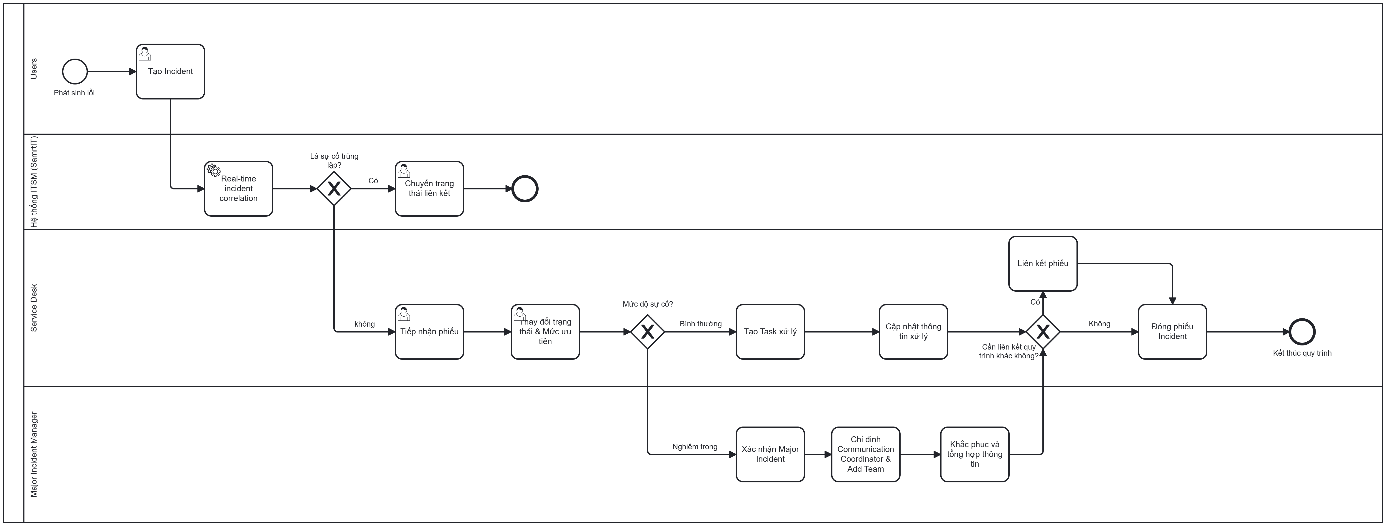 Users
Phát sinh lỗi
Tạo Incident
Hệ thống ITSM (SamrtIT)
Real-time
incident
correlation
Là sự cố trùng
lặp?
Có
Chuyển trạng
thái liên kết
Service Desk
không
Tiếp nhận phiếu
Thay đổi trạng
thái & Mức ưu
tiên
Mức độ sự cố?
Bình thường
Tạo Task xử lý
Cập nhật thông
tin xử lý
Cần liên kết quy
trình khác không?
Có
Liên kết phiếu
Không
Đóng phiếu
Incident
Kết thúc quy trình
Major Incident Manager
Nghiêm trọng
Xác nhận Major
Incident
Chỉ định
Communication
Coordinator &
Add Team
Khắc phục và
tổng hợp thông
tin